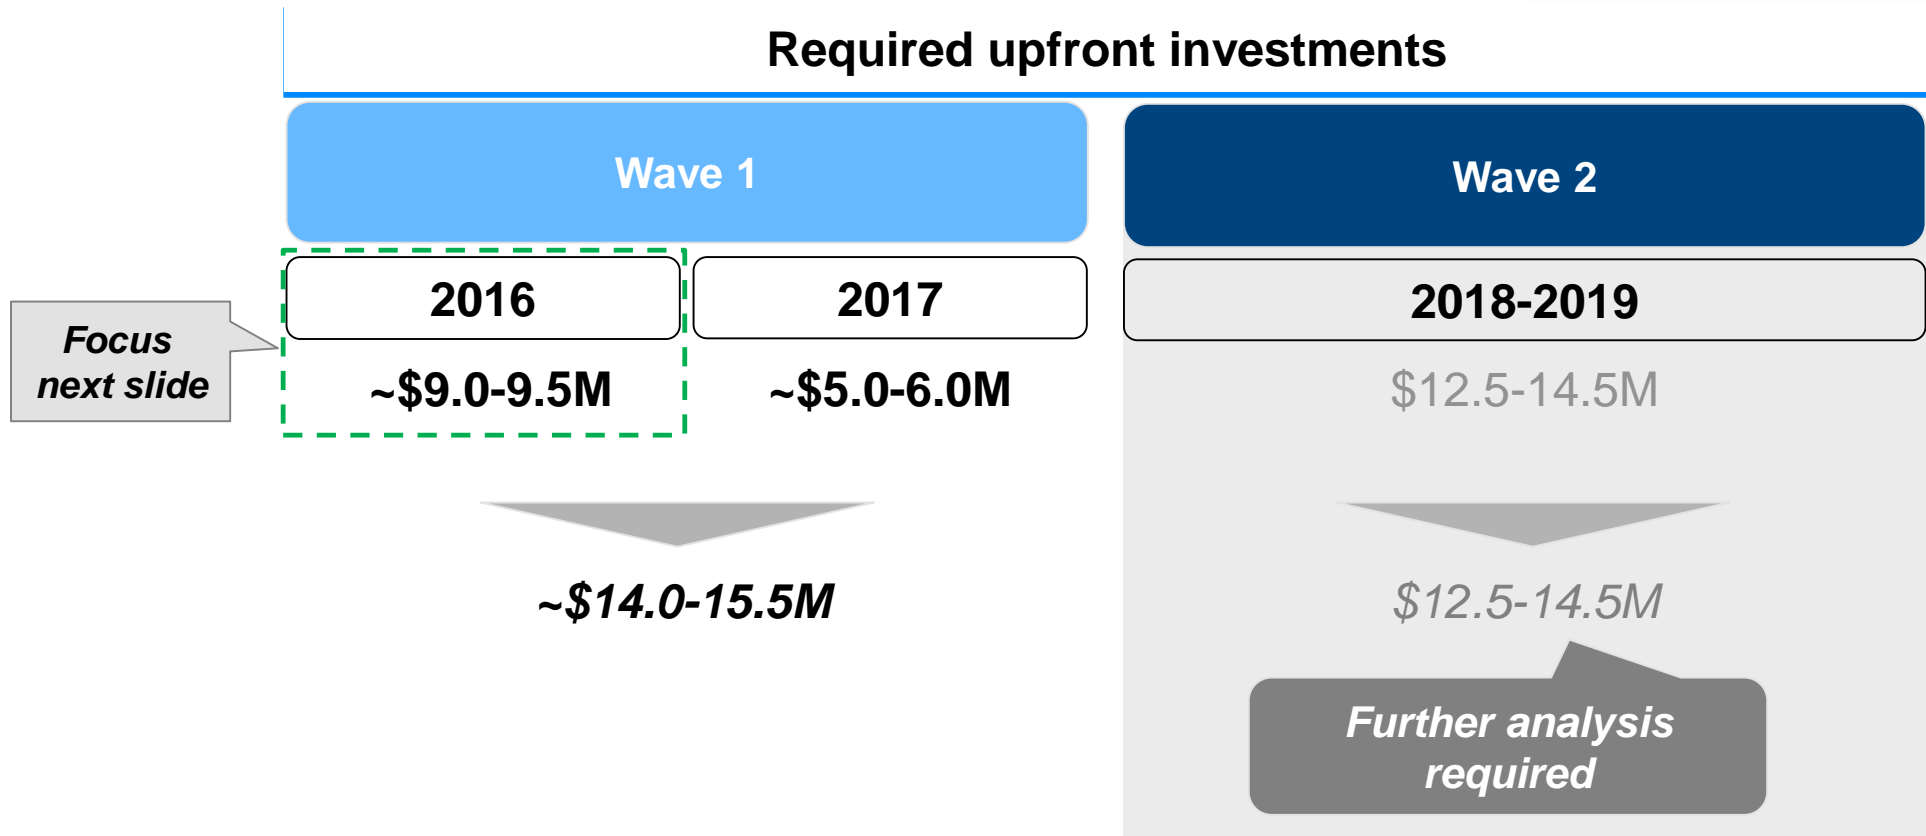 Required upfront investments
Wave 1
Wave 2
2016
2017
2018-2019
Focus
next slide
~$9.0-9.5M
~$5.0-6.0M
$12.5-14.5M
~$14.0-15.5M
$12.5-14.5M
Further analysis
required